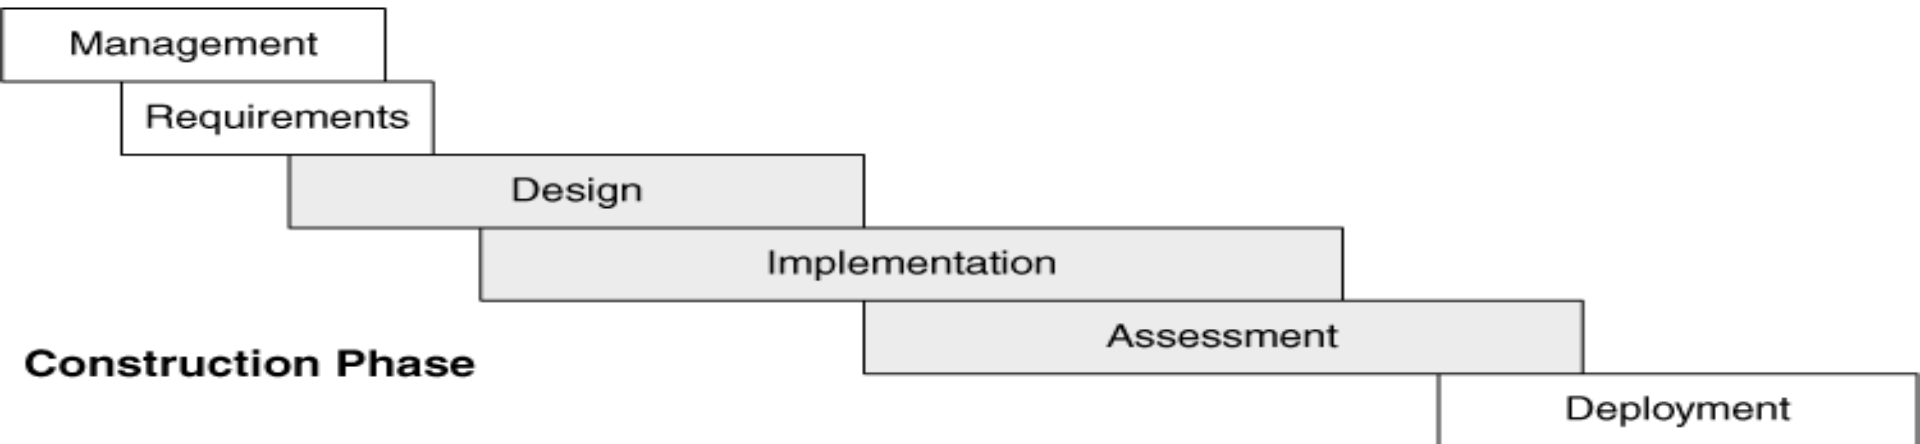 Management
Requirements
Design
Implementation
Assessment
Construction Phase
Deployment